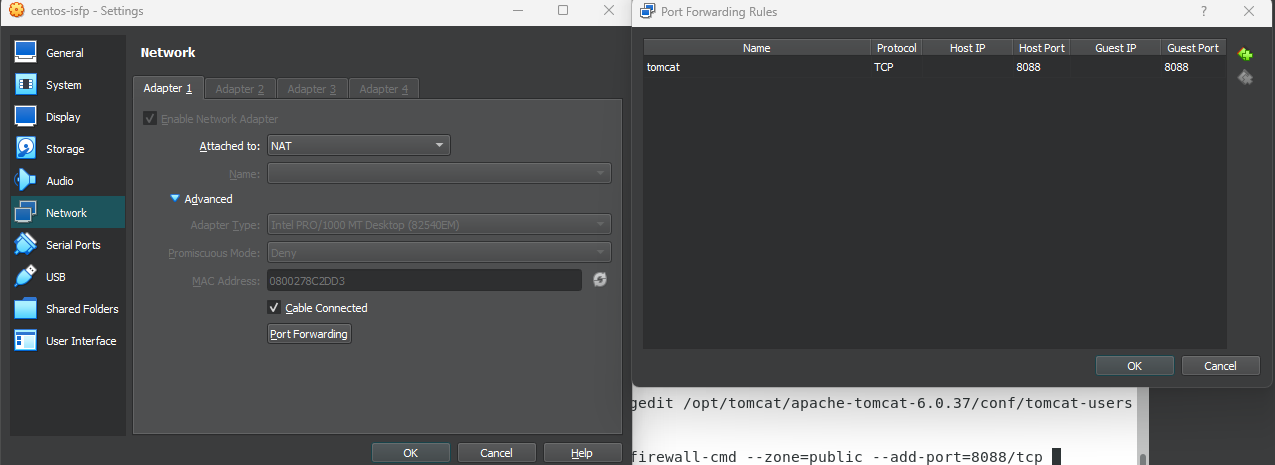 centos-isfp - Settings
General
System
Display
Storage
Audio
Network
Serial Ports
USB
Shared Folders
User Interface
Network
Adapter 1 Adapter 2 Adapter 3 Adapter 4
Enable Network Adapter
Attached to: NAT
Name:
Advanced
Adapter Type: Intel PRO/1000 MT Desktop (82540EM)
Promiscuous Mode: Deny
MAC Address: 0800278C2DD3
Cable Connected
Port Forwarding
OK Cancel Help
Port Forwarding Rules
Name Protocol Host IP Host Port Guest IP Guest Port
tomcat TCP 8088 8088
OK Cancel
gedit /opt/tomcat/apache-tomcat-6.0.37/conf/tomcat-users
firewall-cmd --zone=public --add-port=8088/tcp